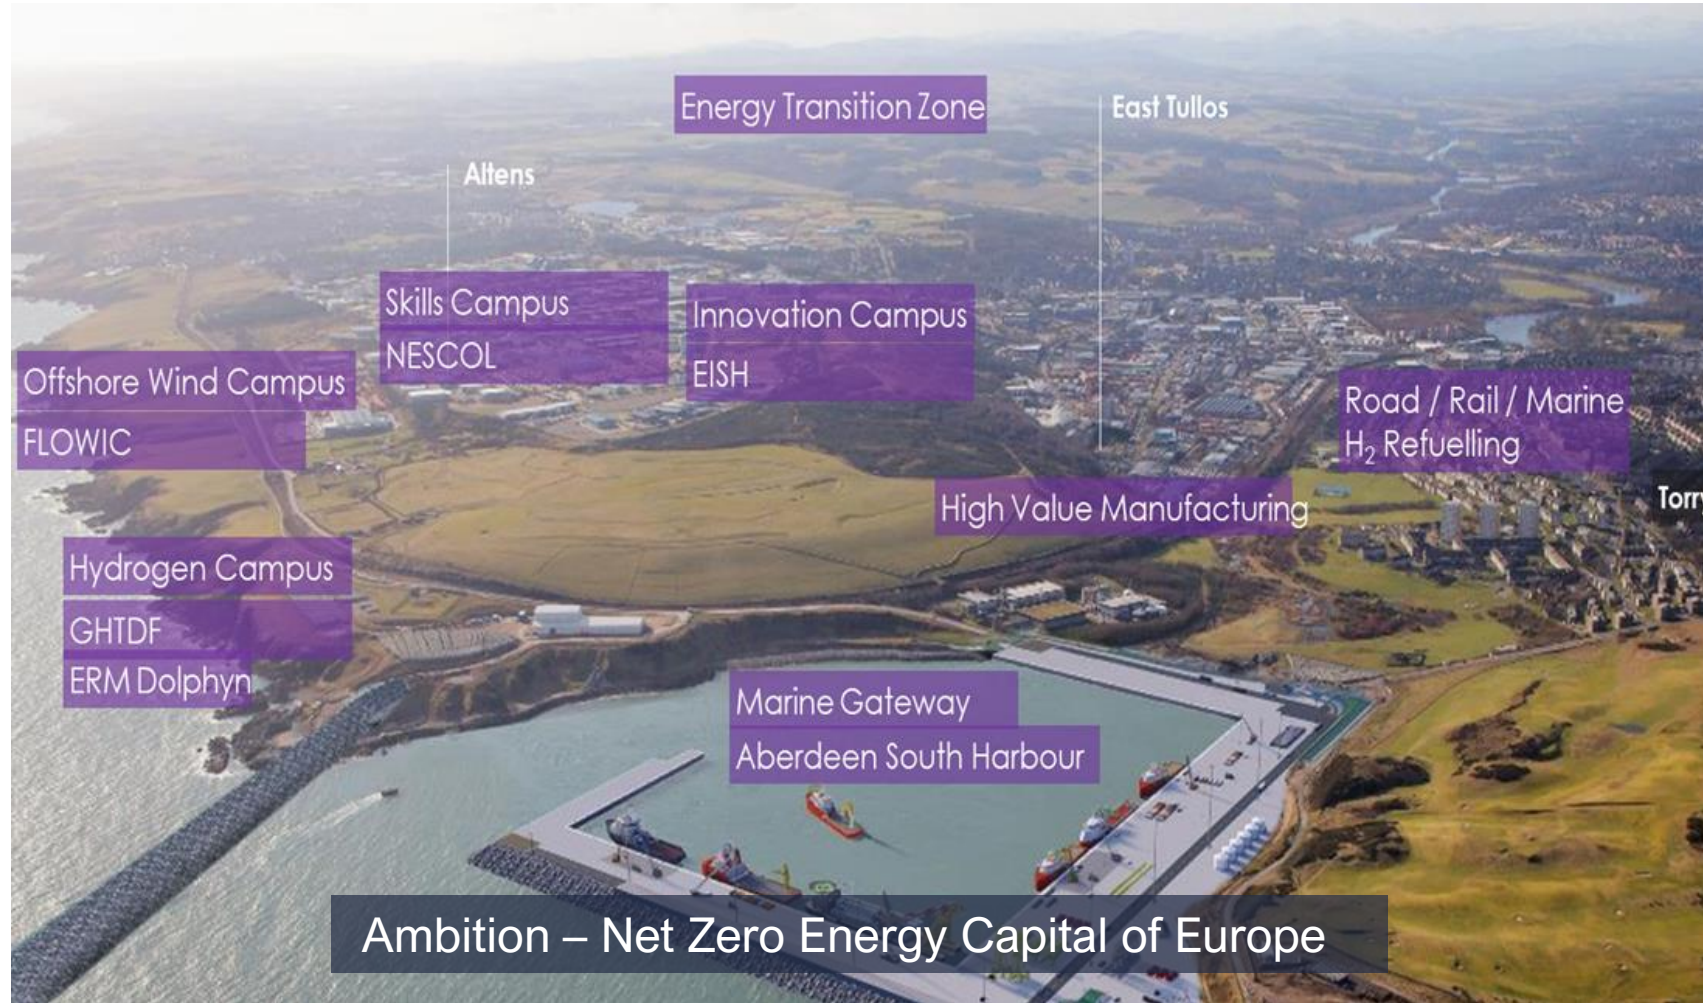 Energy Transition Zone
East Tullos
Altens
Skills Campus
NESCOL
Innovation Campus
EISH
Offshore Wind Campus
FLOWIC
Road / Rail / Marine
H₂ Refuelling
High Value Manufacturing
Torry
Hydrogen Campus
GHTDF
ERM Dolphyn
Marine Gateway
Aberdeen South Harbour
Ambition – Net Zero Energy Capital of Europe